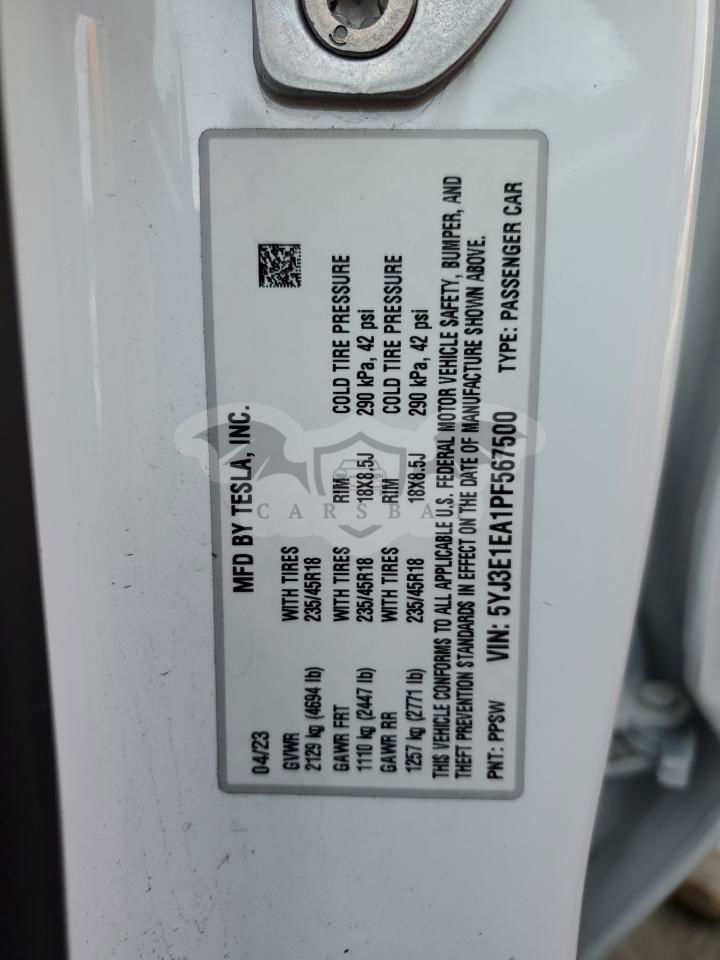 MFD BY TESLA, INC.
04/23
GVWR WITH TIRES
2129 kg (4694 lb) 235/45R18
GAWR FRT WITH TIRES RIM COLD TIRE PRESSURE
1110 kg (2447 lb) 235/45R18 18X8.5J 290 kPa, 42 psi
GAWR RR WITH TIRES RIM COLD TIRE PRESSURE
1257 kg (2771 lb) 235/45R18 18X8.5J 290 kPa, 42 psi
THIS VEHICLE CONFORMS TO ALL APPLICABLE U.S. FEDERAL MOTOR VEHICLE SAFETY, BUMPER, AND
THEFT PREVENTION STANDARDS IN EFFECT ON THE DATE OF MANUFACTURE SHOWN ABOVE.
PNT: PPSW VIN: 5YJ3E1EA1PF567500 TYPE: PASSENGER CAR